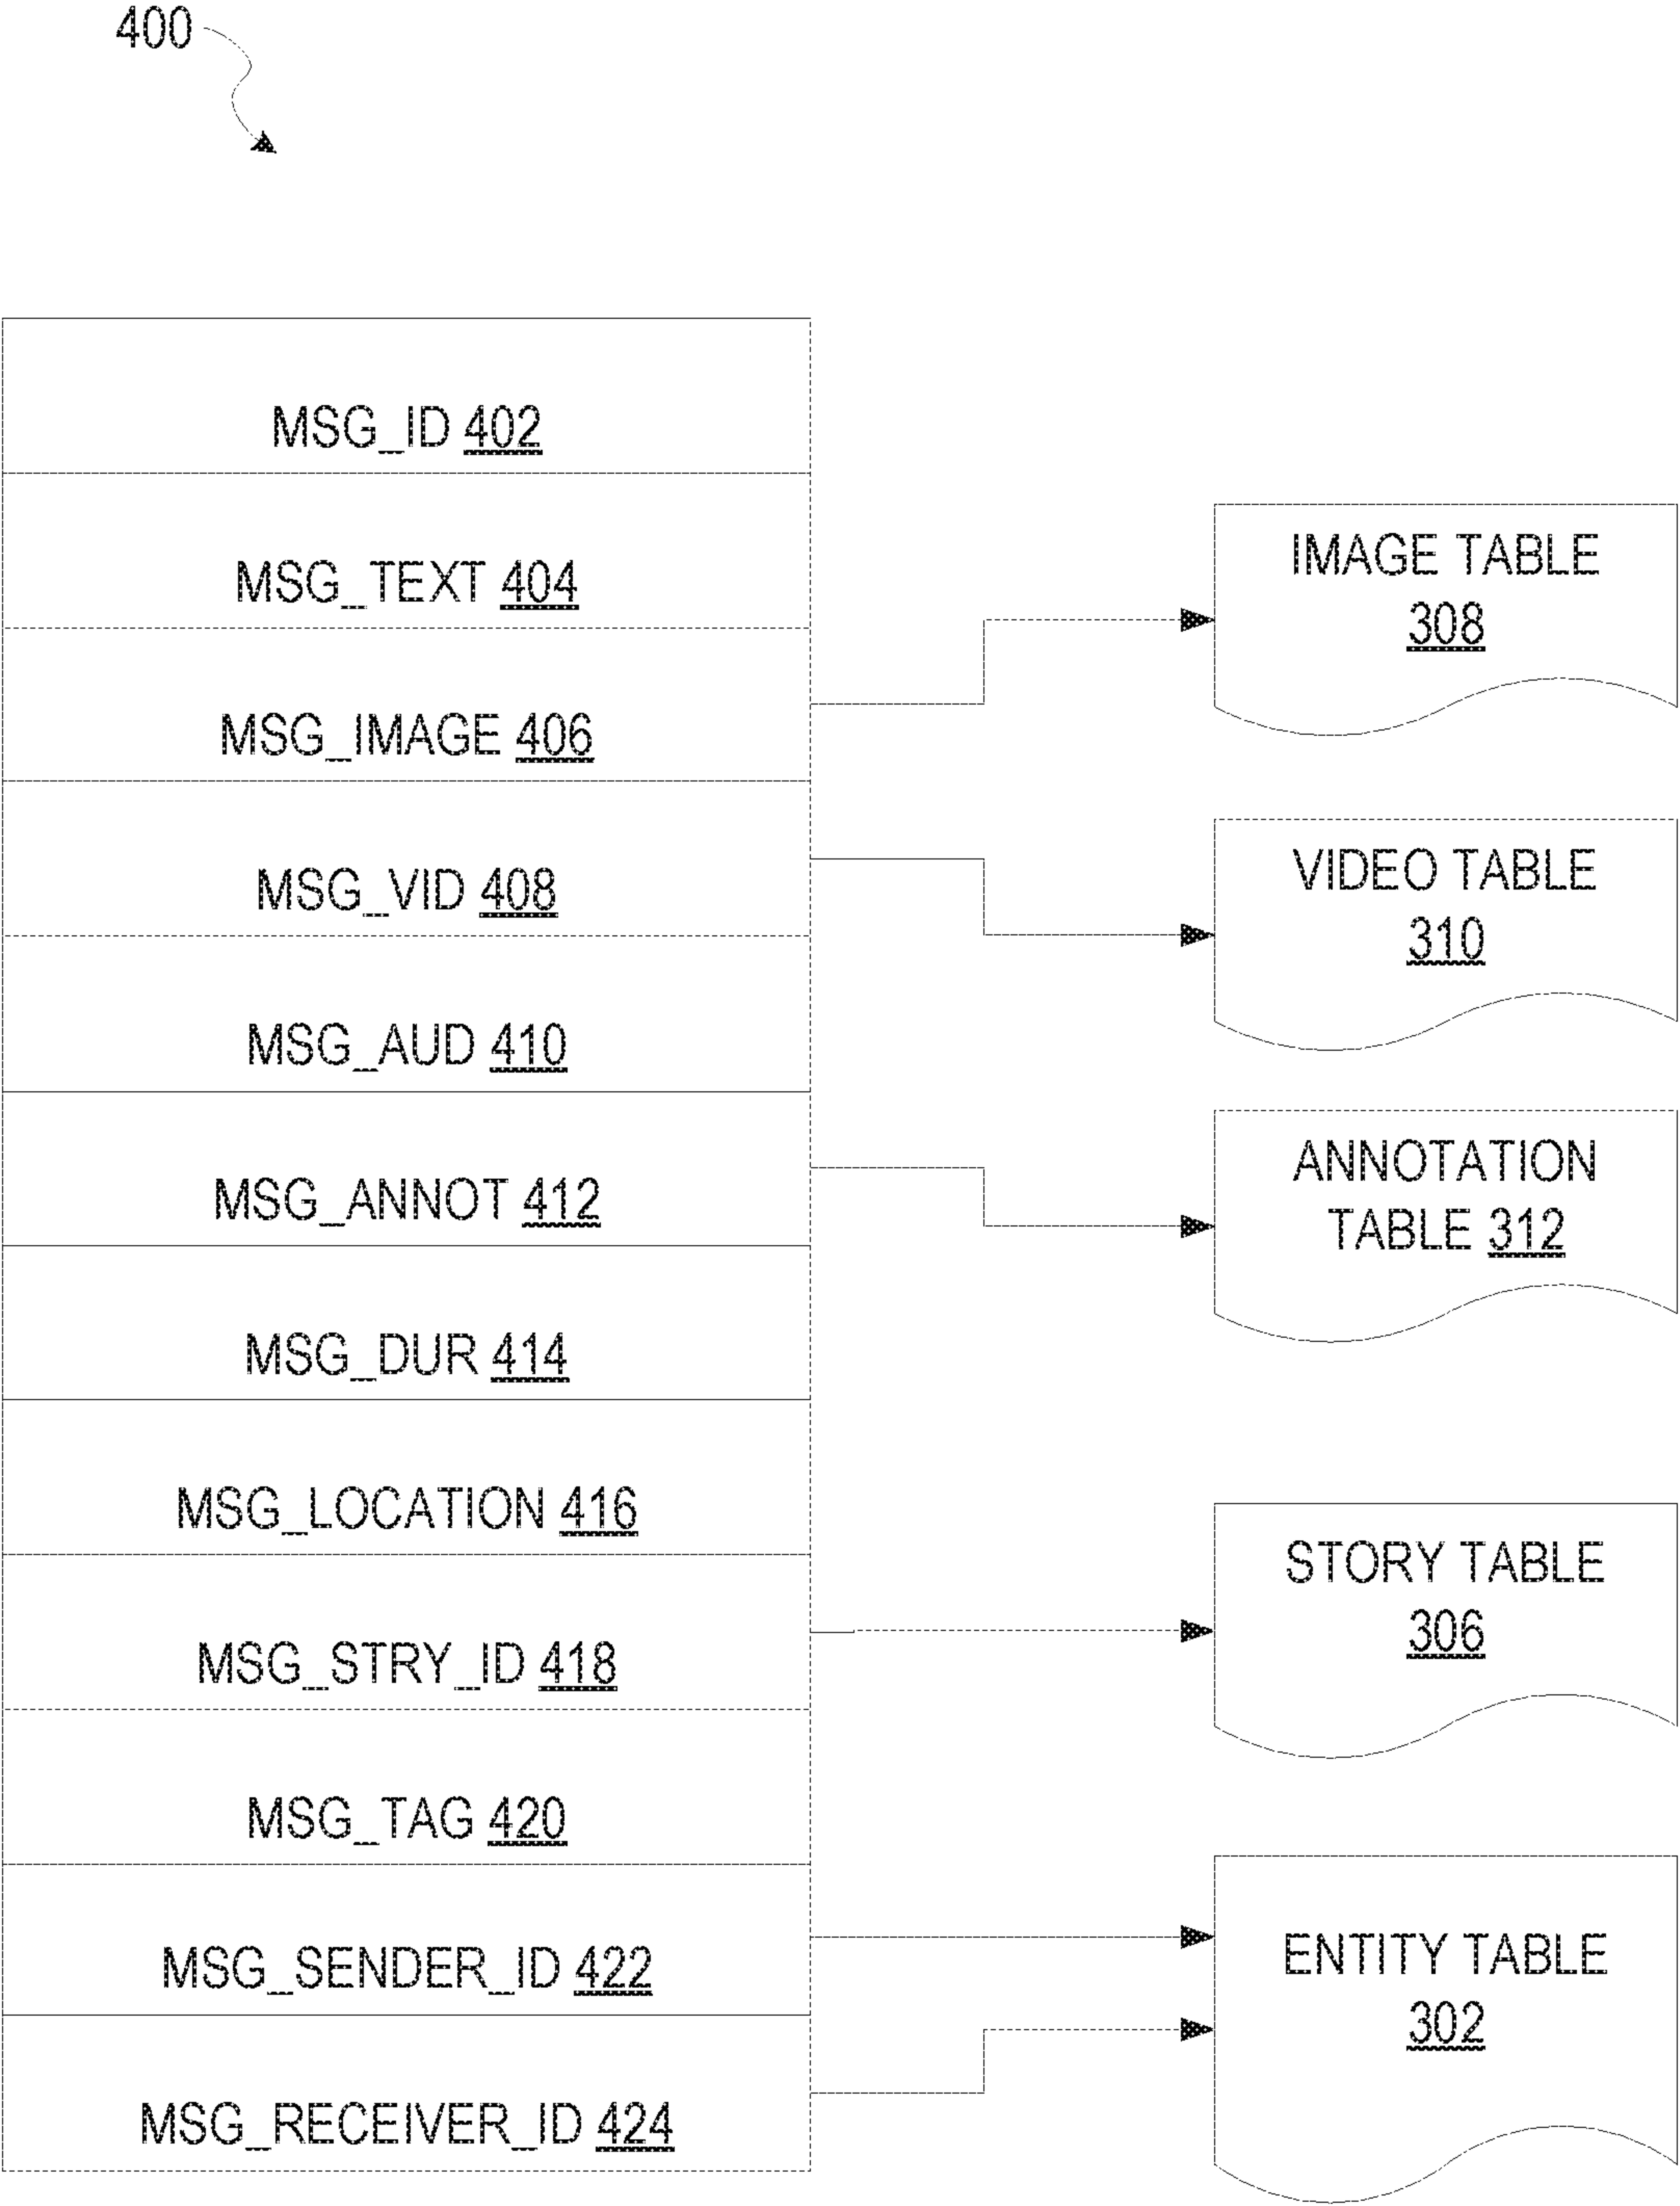 400
MSG_ID 402
MSG_TEXT 404
MSG_IMAGE 406
MSG_VID 408
MSG_AUD 410
MSG_ANNOT 412
MSG_DUR 414
MSG_LOCATION 416
MSG_STRY_ID 418
MSG_TAG 420
MSG_SENDER_ID 422
MSG_RECEIVER_ID 424
IMAGE TABLE
308
VIDEO TABLE
310
ANNOTATION
TABLE 312
STORY TABLE
306
ENTITY TABLE
302